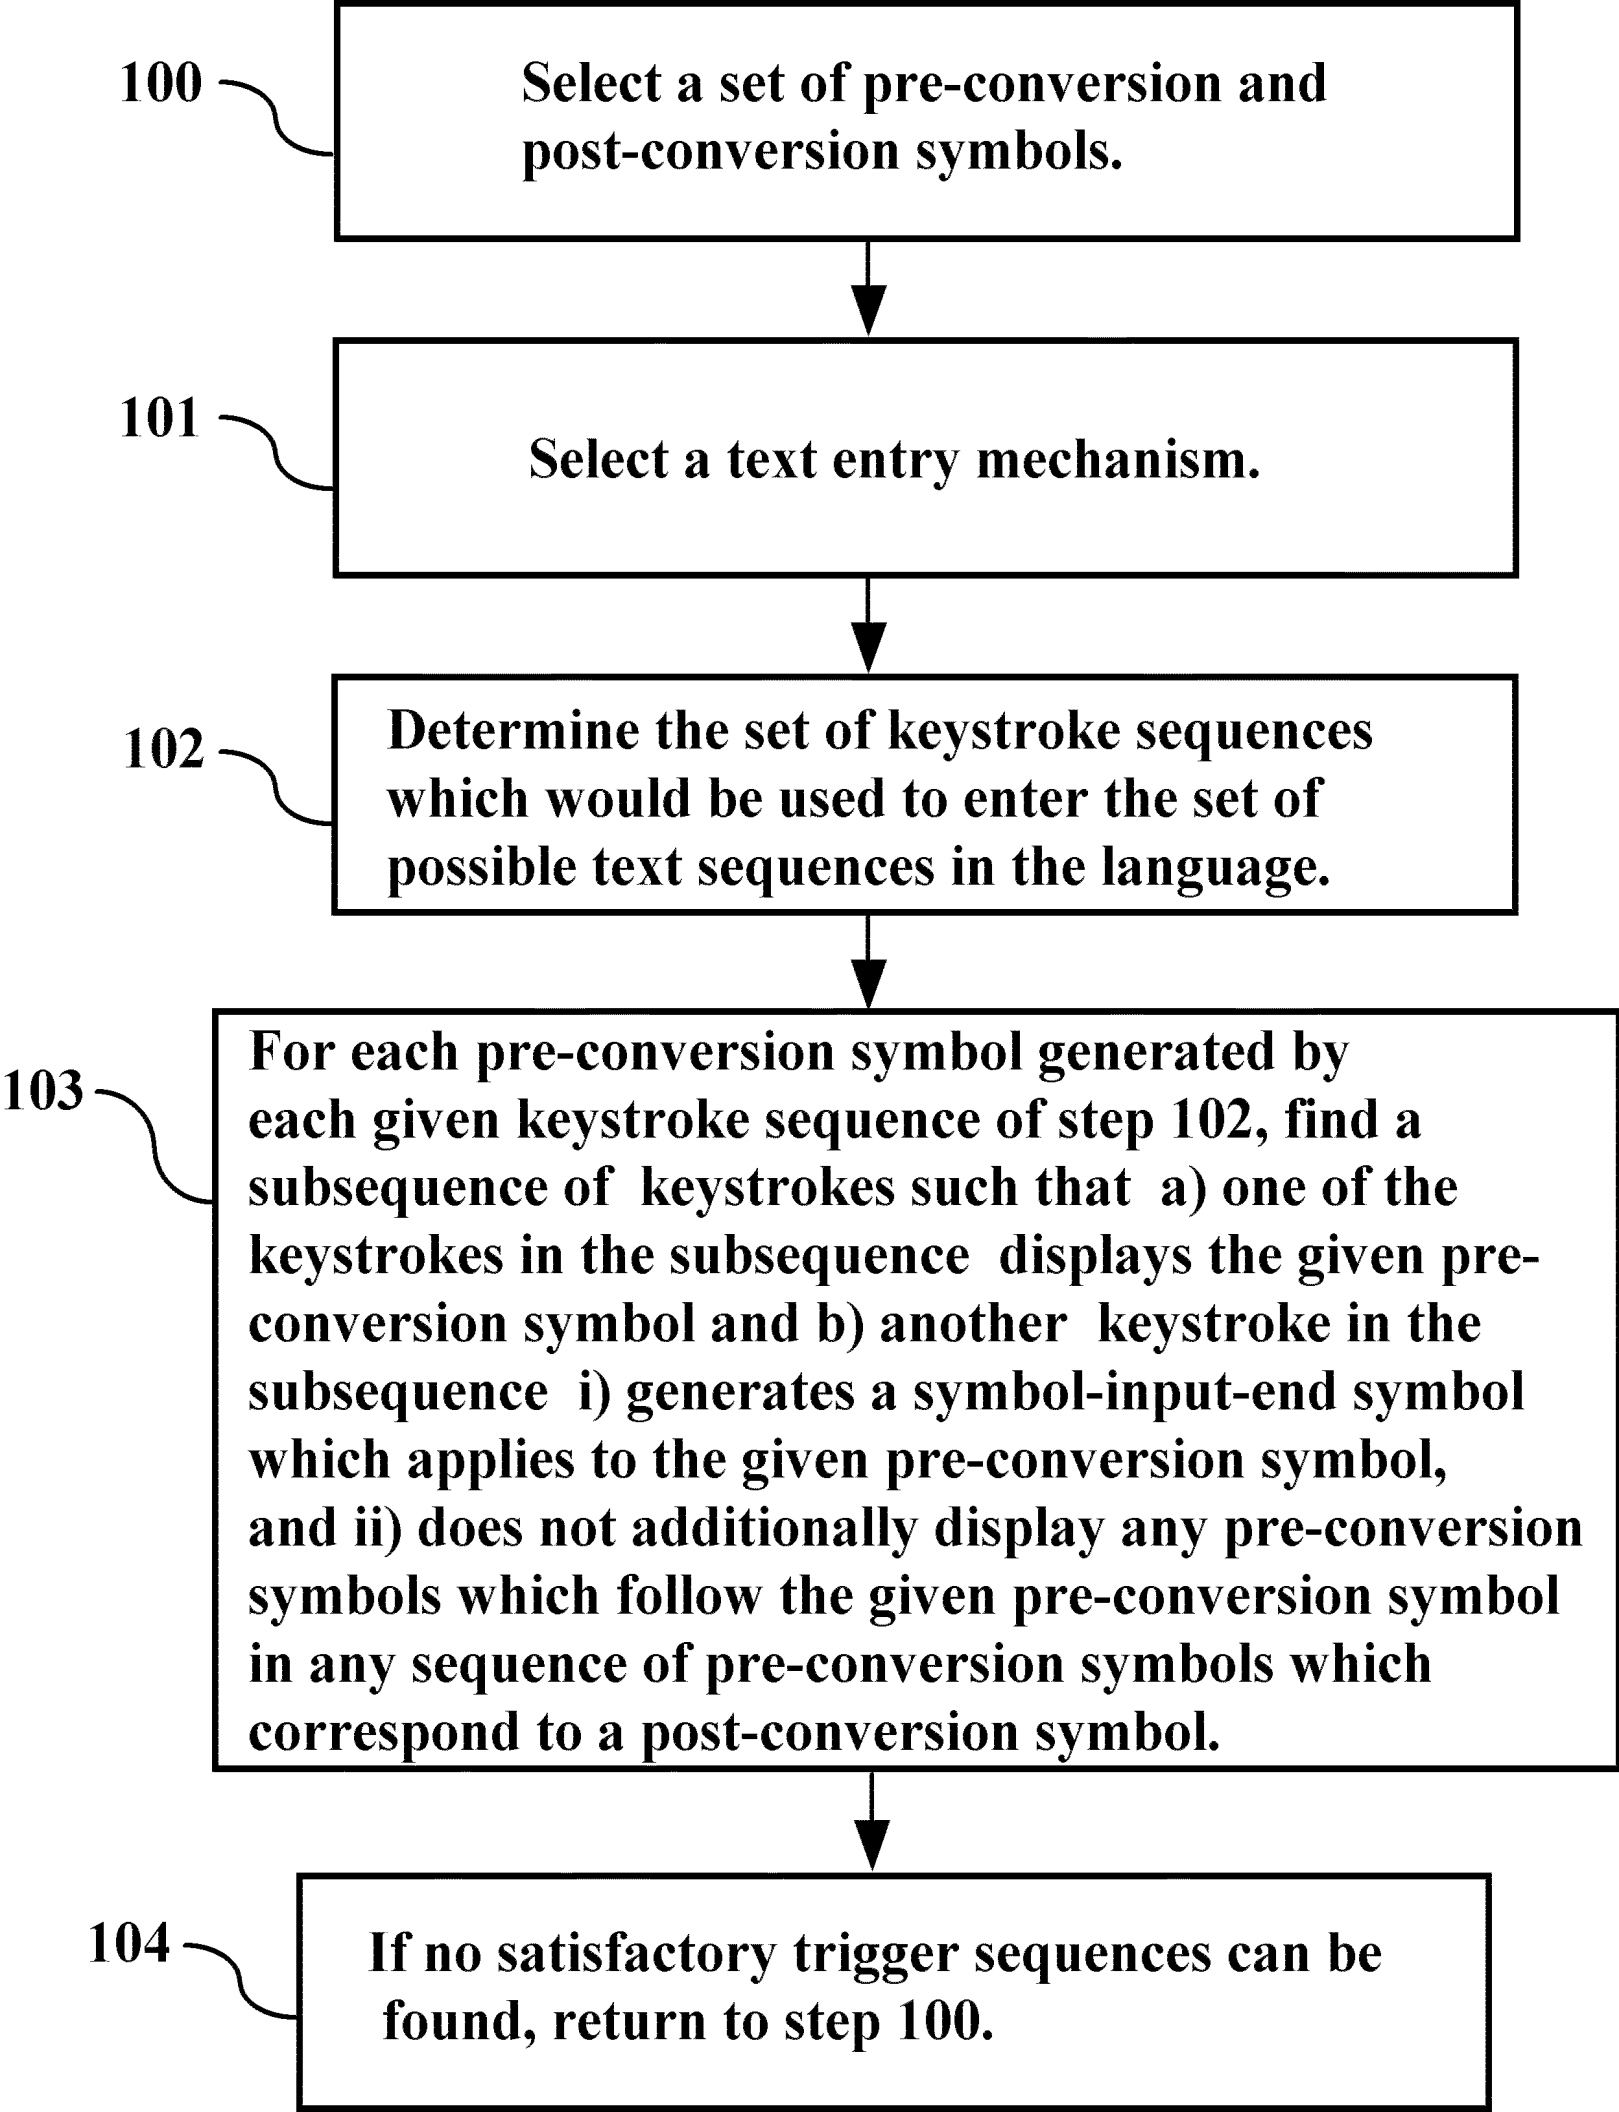 100
Select a set of pre-conversion and
post-conversion symbols.
101
Select a text entry mechanism.
102
Determine the set of keystroke sequences
which would be used to enter the set of
possible text sequences in the language.
103
For each pre-conversion symbol generated by
each given keystroke sequence of step 102, find a
subsequence of keystrokes such that a) one of the
keystrokes in the subsequence displays the given pre-
conversion symbol and b) another keystroke in the
subsequence i) generates a symbol-input-end symbol
which applies to the given pre-conversion symbol,
and ii) does not additionally display any pre-conversion
symbols which follow the given pre-conversion symbol
in any sequence of pre-conversion symbols which
correspond to a post-conversion symbol.
104
If no satisfactory trigger sequences can be
found, return to step 100.